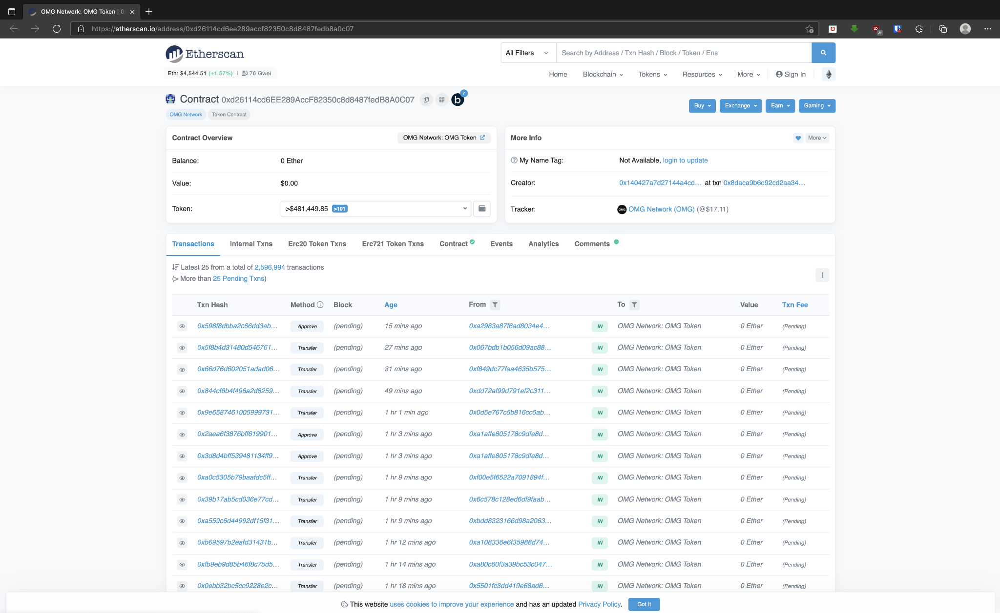 OMG Network: OMG Token | 0
https://etherscan.io/address/0xd26114cd6ee289accf82350c8d8487fedb8a0c07
4
Etherscan
All Filters Search by Address / Txn Hash / Block / Token / Ens
Eth: $4,544.51 (+1.57%) | 76 Gwei
Home Blockchain Tokens Resources More Sign In
Contract 0xd26114cd6EE289AccF82350c8d8487fedB8A0C07 b 7
OMG Network Token Contract
Buy Exchange Earn Gaming
Contract Overview OMG Network: OMG Token
Balance: 0 Ether
Value: $0.00
Token: >$481,449.85 >101
More Info More
My Name Tag: Not Available, login to update
Creator: 0x140427a7d27144a4cd... at txn 0x8daca9b6d92cd2aa34...
Tracker: OMG OMG Network (OMG) (@$17.11)
Transactions Internal Txns Erc20 Token Txns Erc721 Token Txns Contract Events Analytics Comments
Latest 25 from a total of 2,596,994 transactions
(> More than 25 Pending Txns)
Txn Hash Method Block Age From To Value Txn Fee
0x598f8dbba2c66dd3eb... Approve (pending) 15 mins ago 0xa2983a87f6ad8034e4... IN OMG Network: OMG Token 0 Ether (Pending)
0x5f8b4d31480d546761... Transfer (pending) 27 mins ago 0x067bdb1b056d09ac88... IN OMG Network: OMG Token 0 Ether (Pending)
0x66d76d602051adad06... Transfer (pending) 31 mins ago 0xf849dc77faa4635b575... IN OMG Network: OMG Token 0 Ether (Pending)
0x844cf6b4f496a2d8259... Transfer (pending) 49 mins ago 0xdd72af99d791ef2c311... IN OMG Network: OMG Token 0 Ether (Pending)
0x9e6587461005999731... Transfer (pending) 1 hr 1 min ago 0x0d5e767c5b816cc5ab... IN OMG Network: OMG Token 0 Ether (Pending)
0x2aea6f3876bff619901... Approve (pending) 1 hr 3 mins ago 0xa1affe805178c9dfe8d... IN OMG Network: OMG Token 0 Ether (Pending)
0x3d8d4bff539481134ff9... Approve (pending) 1 hr 3 mins ago 0xa1affe805178c9dfe8d... IN OMG Network: OMG Token 0 Ether (Pending)
0xa0c5305b79baafdc5ff... Transfer (pending) 1 hr 9 mins ago 0xf00e5f6522a7091894f... IN OMG Network: OMG Token 0 Ether (Pending)
0x39b17ab5cd036e77cd... Transfer (pending) 1 hr 9 mins ago 0x6c578c128ed6df9faab... IN OMG Network: OMG Token 0 Ether (Pending)
0xa559c6d44992df15f31... Transfer (pending) 1 hr 9 mins ago 0xbdd8323166d98a2063... IN OMG Network: OMG Token 0 Ether (Pending)
0xb69597b2eafd31431b... Transfer (pending) 1 hr 12 mins ago 0xa108336e6f35988d74... IN OMG Network: OMG Token 0 Ether (Pending)
0xfb9eb9d85b46f8c75d5... Transfer (pending) 1 hr 14 mins ago 0xa80c60f3a39bc53c047... IN OMG Network: OMG Token 0 Ether (Pending)
0x0ebb32bc5cc9228e2c... Transfer (pending) 1 hr 18 mins ago 0x5501fc3dd419e68ad6... IN OMG Network: OMG Token 0 Ether (Pending)
This website uses cookies to improve your experience and has an updated Privacy Policy. Got It